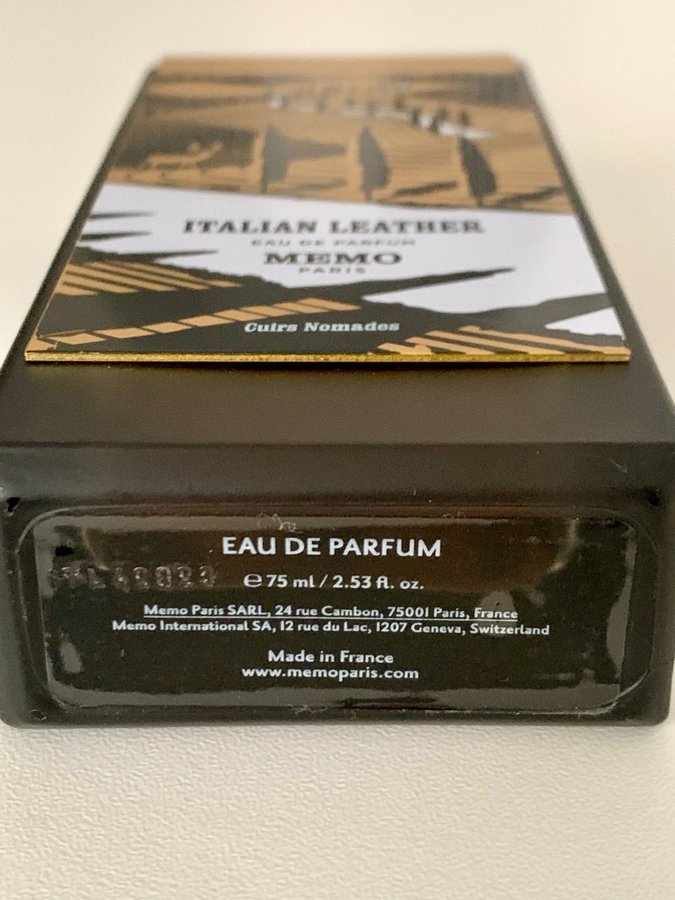 ITALIAN LEATHER
EAU DE PARFUM
MEMO
PARIS
Cuirs Nomades
EAU DE PARFUM
℮75 ml / 2.53 fl. oz.
Memo Paris SARL, 24 rue Cambon, 75001 Paris, France
Memo International SA, 12 rue du Lac, 1207 Geneva, Switzerland
Made in France
www.memoparis.com